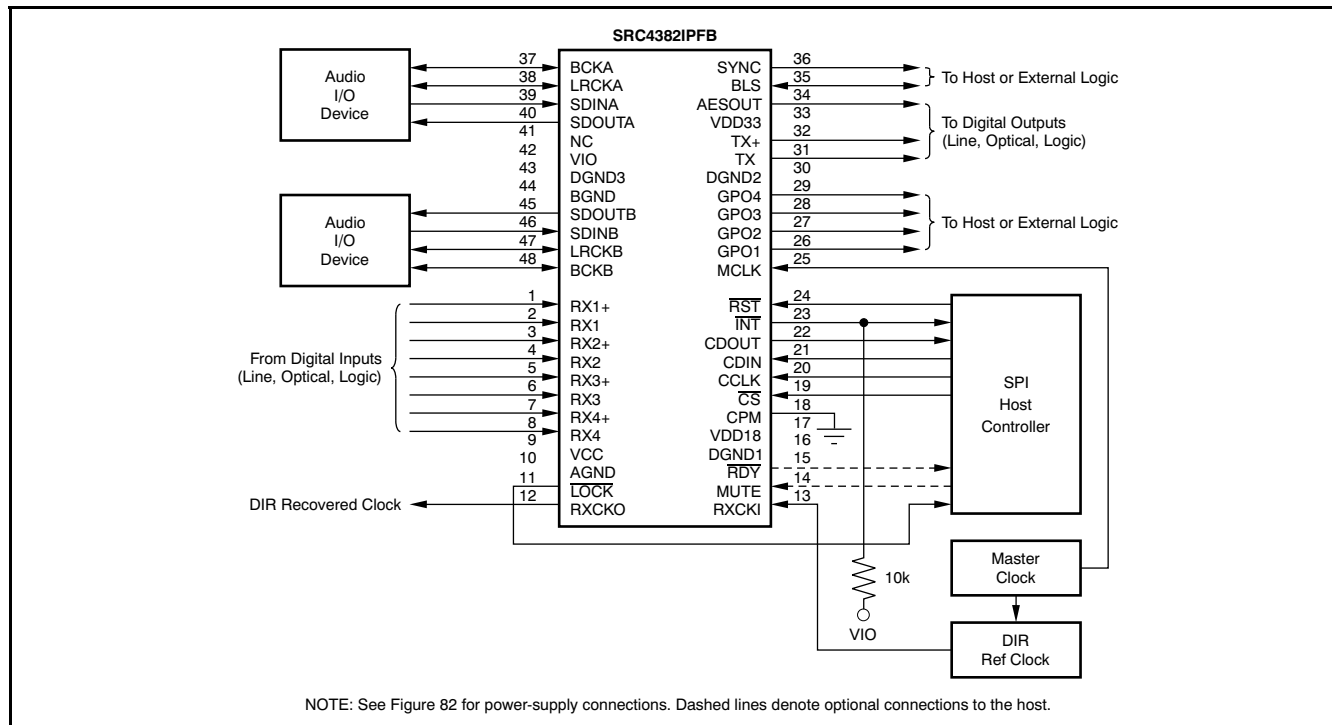 SRC4382IPFB
Audio
I/O
Device
37
38
39
40
41
42
43
44
Audio
I/O
Device
45
46
47
48
From Digital Inputs
(Line, Optical, Logic)
1
2
3
4
5
6
7
8
9
10
11
12
DIR Recovered Clock
BCKA
LRCKA
SDINA
SDOUTA
NC
VIO
DGND3
BGND
SDOUTB
SDINB
LRCKB
BCKB
RX1+
RX1
RX2+
RX2
RX3+
RX3
RX4+
RX4
VCC
AGND
LOCK
RXCKO
SYNC
BLS
AESOUT
VDD33
TX+
TX
DGND2
GPO4
GPO3
GPO2
GPO1
MCLK
RST
INT
CDOUT
CDIN
CCLK
CS
CPM
VDD18
DGND1
RDY
MUTE
RXCKI
36
35
34
33
32
31
30
29
28
27
26
25
24
23
22
21
20
19
18
17
16
15
14
13
To Host or External Logic
To Digital Outputs
(Line, Optical, Logic)
To Host or External Logic
SPI
Host
Controller
10k
VIO
Master
Clock
DIR
Ref Clock
NOTE: See Figure 82 for power-supply connections. Dashed lines denote optional connections to the host.